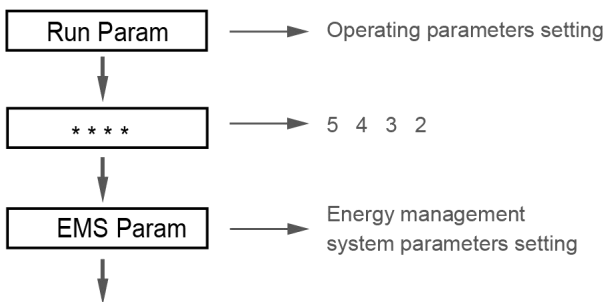 Run Param
Operating parameters setting
* * * *
5 4 3 2
EMS Param
Energy management
system parameters setting